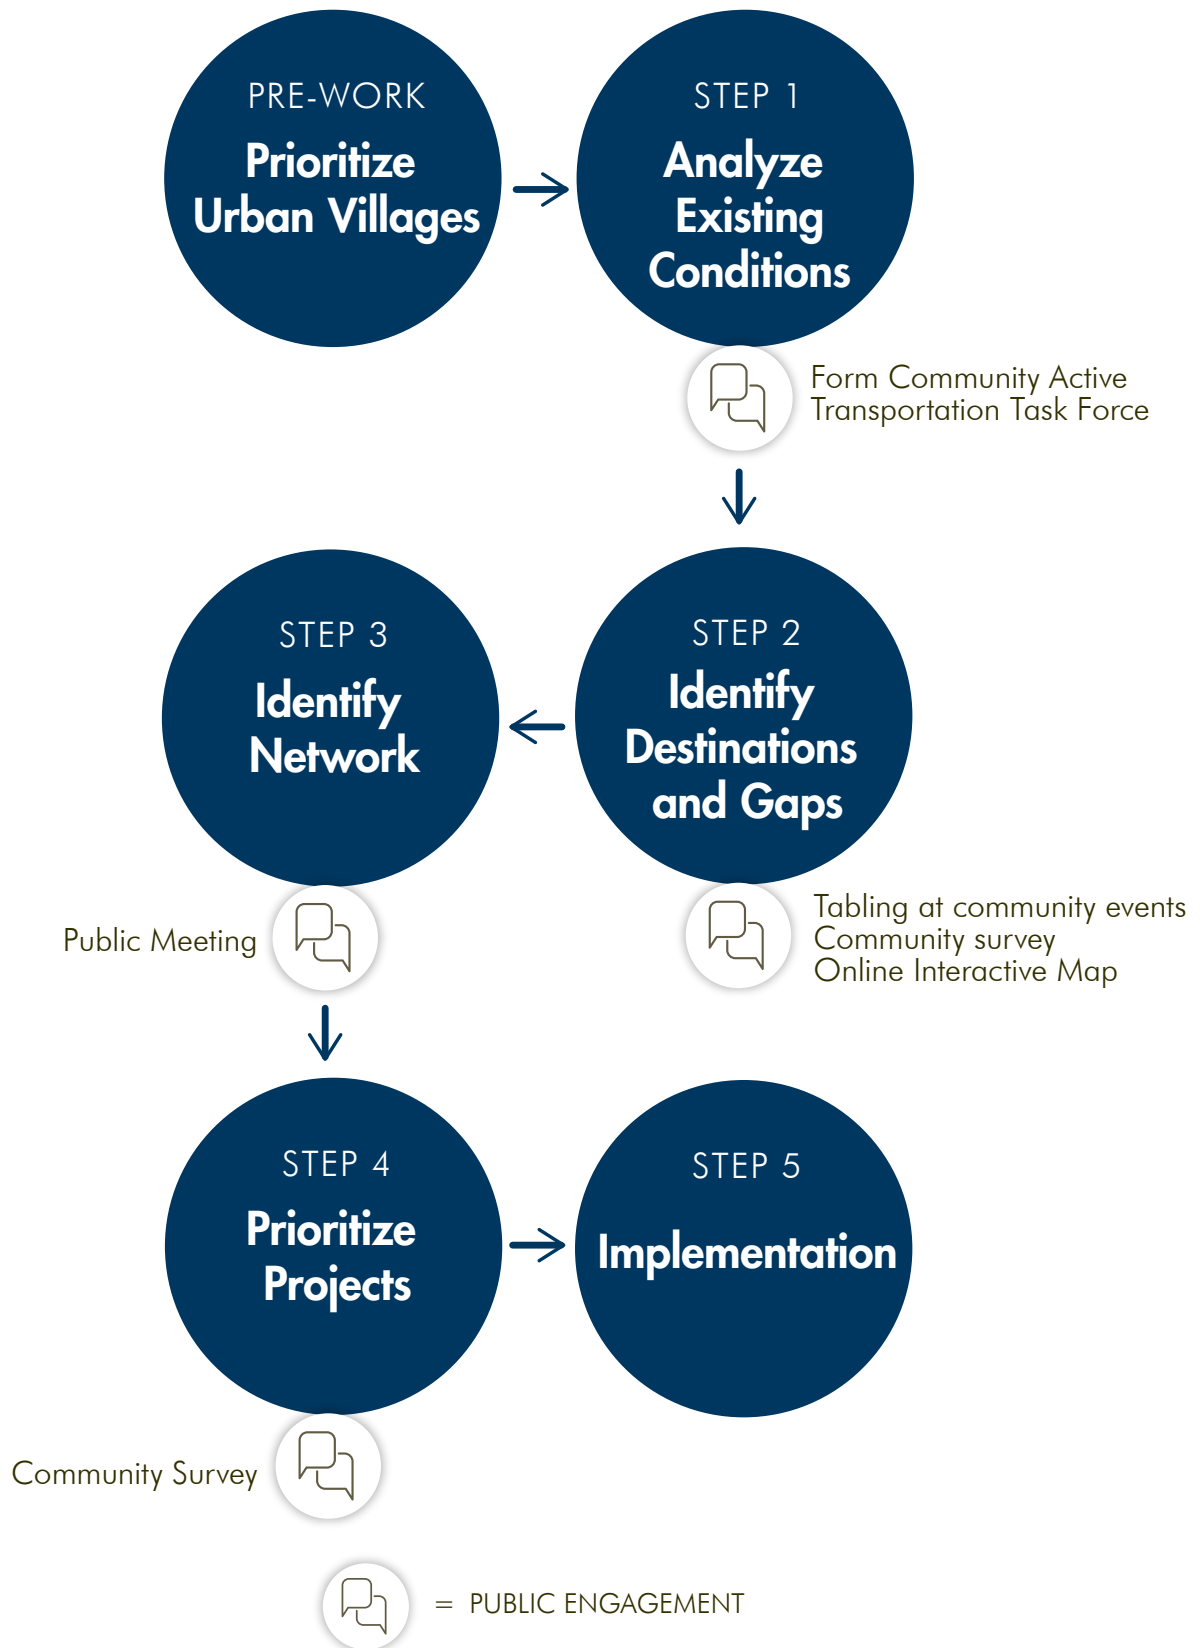 PRE-WORK
Prioritize
Urban Villages
STEP 1
Analyze
Existing
Conditions
Form Community Active
Transportation Task Force
STEP 2
Identify
Destinations
and Gaps
Tabling at community events
Community survey
Online Interactive Map
STEP 3
Identify
Network
Public Meeting
STEP 4
Prioritize
Projects
Community Survey
STEP 5
Implementation
= PUBLIC ENGAGEMENT